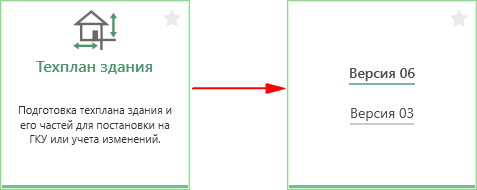 Техплан здания
Подготовка техплана здания и
его частей для постановки на
ГКУ или учета изменений.
Версия 06
Версия 03